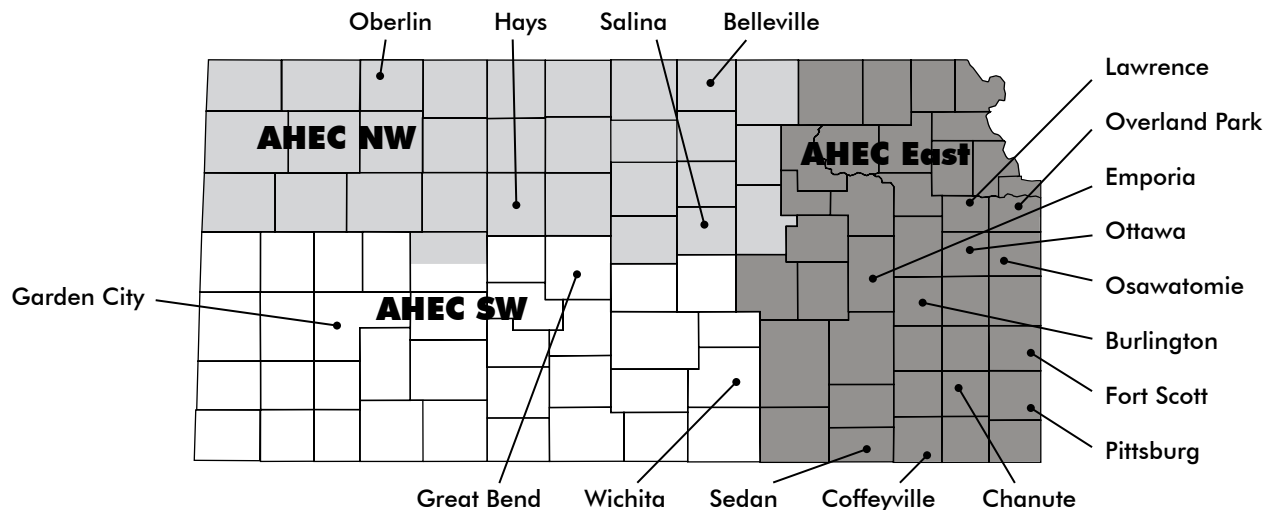 Oberlin
Hays
Salina
Belleville
Lawrence
Overland Park
AHEC NW
AHEC East
Emporia
Ottawa
Osawatomie
Garden City
AHEC SW
Burlington
Fort Scott
Pittsburg
Great Bend
Wichita
Sedan
Coffeyville
Chanute